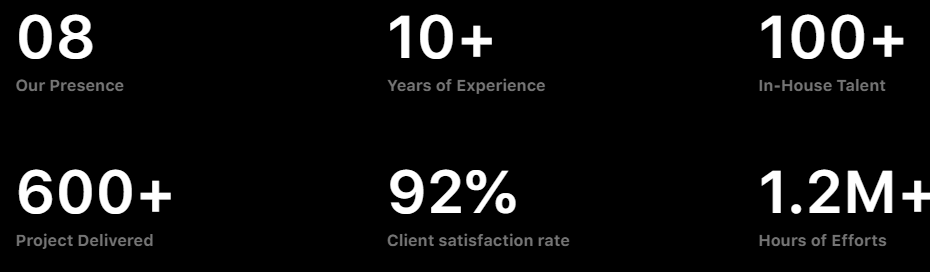 08 10+ 100+
Our Presence Years of Experience In-House Talent
600+ 92% 1.2M+
Project Delivered Client satisfaction rate Hours of Efforts